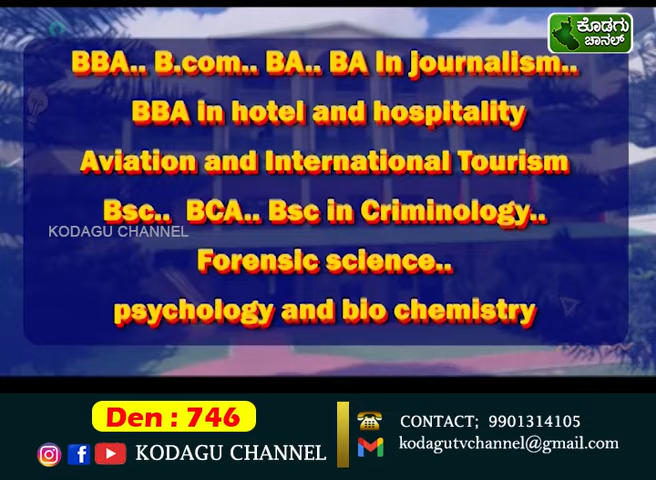 ಕೊಡಗು
ಚಾನಲ್
BBA.. B.com.. BA.. BA In journalism..
BBA in hotel and hospitality
Aviation and International Tourism
Bsc.. BCA.. Bsc in Criminology..
KODAGU CHANNEL
Forensic science..
psychology and bio chemistry
Den : 746
KODAGU CHANNEL
CONTACT; 9901314105
kodagutvchannel@gmail.com